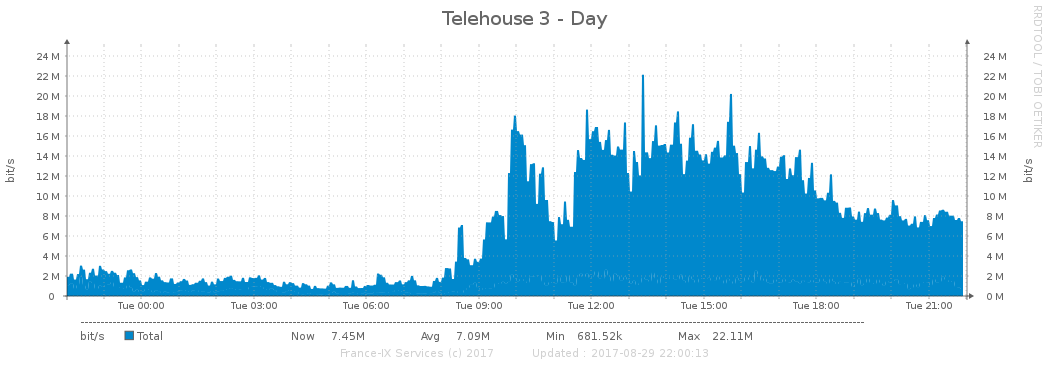 Telehouse 3 - Day
RRDTOOL / TOBI OETIKER
24 M 24 M
22 M 22 M
20 M 20 M
18 M 18 M
16 M 16 M
14 M 14 M
12 M 12 M
10 M 10 M
8 M 8 M
6 M 6 M
4 M 4 M
2 M 2 M
0 0 M
bit/s
bit/s
Tue 00:00 Tue 03:00 Tue 06:00 Tue 09:00 Tue 12:00 Tue 15:00 Tue 18:00 Tue 21:00
bit/s Total Now 7.45M Avg 7.09M Min 681.52k Max 22.11M
France-IX Services (c) 2017 Updated : 2017-08-29 22:00:13